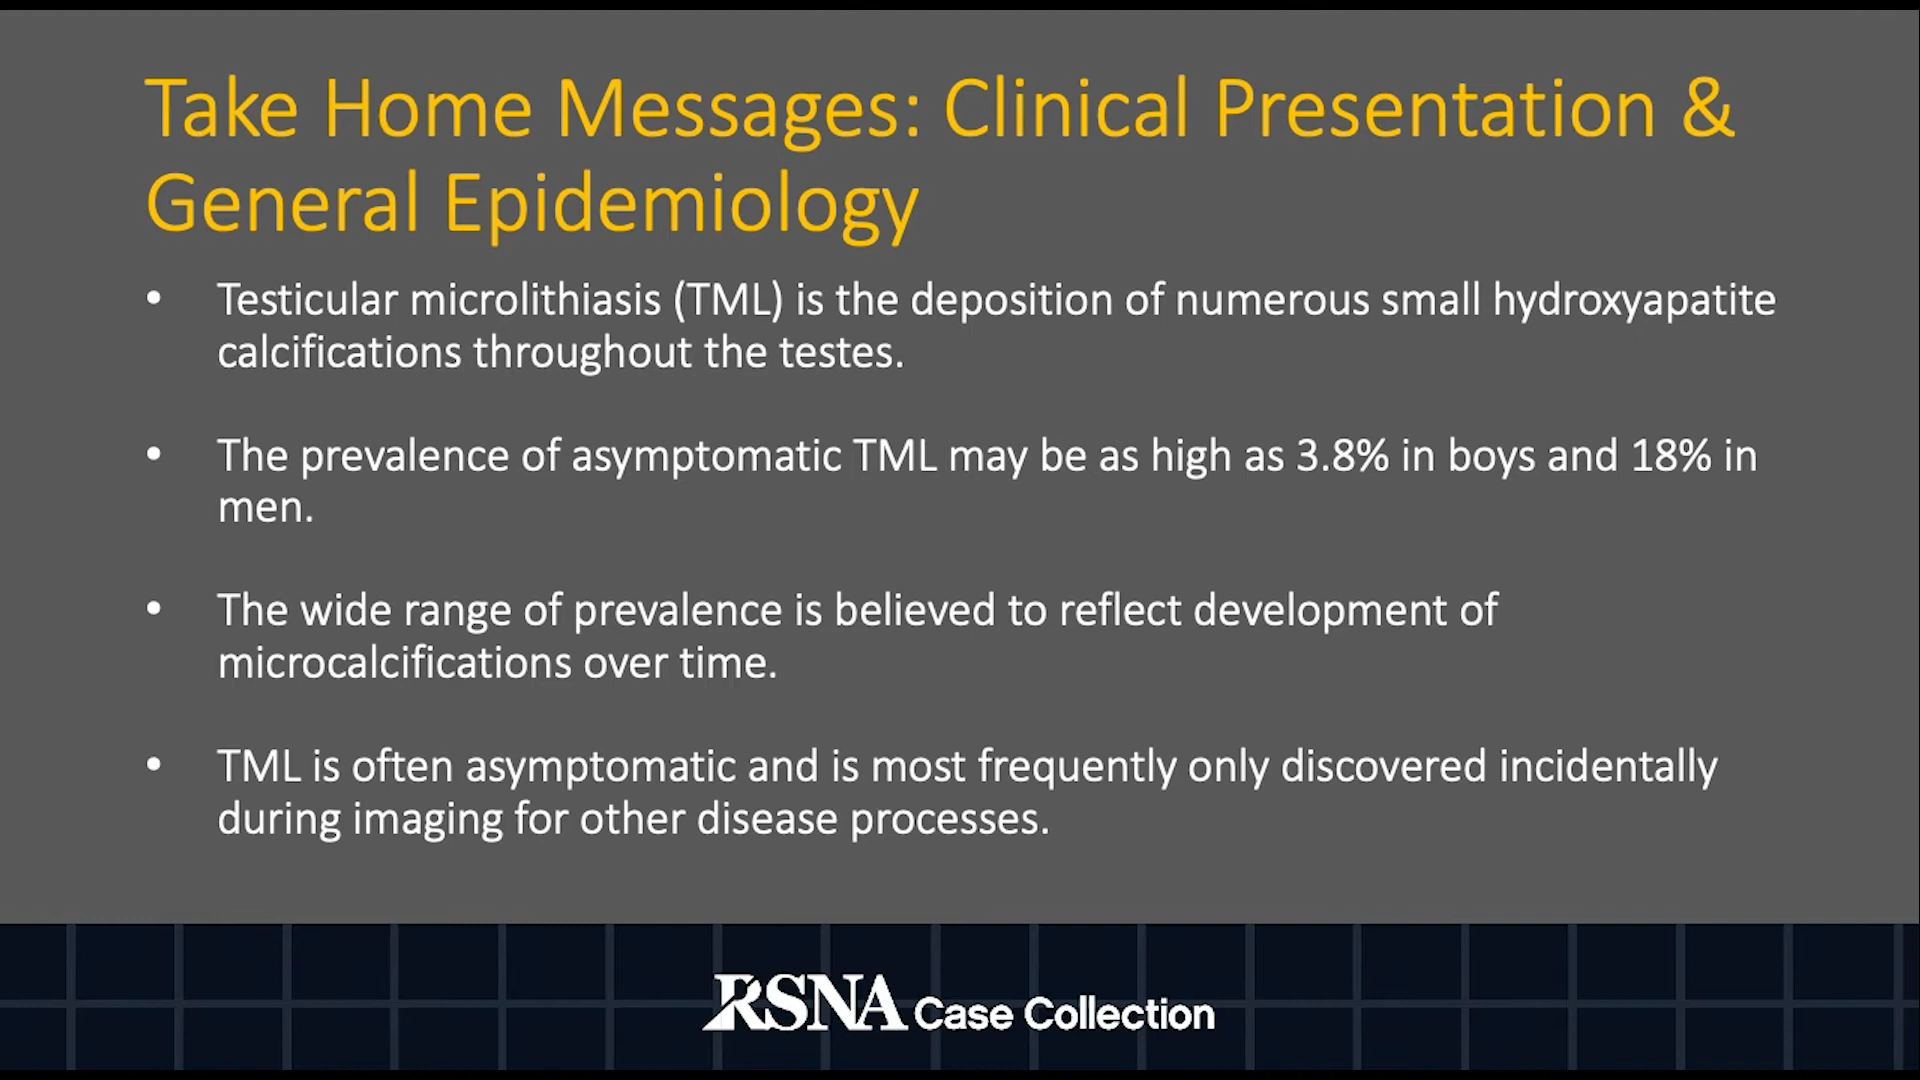 Take Home Messages: Clinical Presentation &
General Epidemiology
• Testicular microlithiasis (TML) is the deposition of numerous small hydroxyapatite
calcifications throughout the testes.
• The prevalence of asymptomatic TML may be as high as 3.8% in boys and 18% in
men.
• The wide range of prevalence is believed to reflect development of
microcalcifications over time.
• TML is often asymptomatic and is most frequently only discovered incidentally
during imaging for other disease processes.
RSNA Case Collection